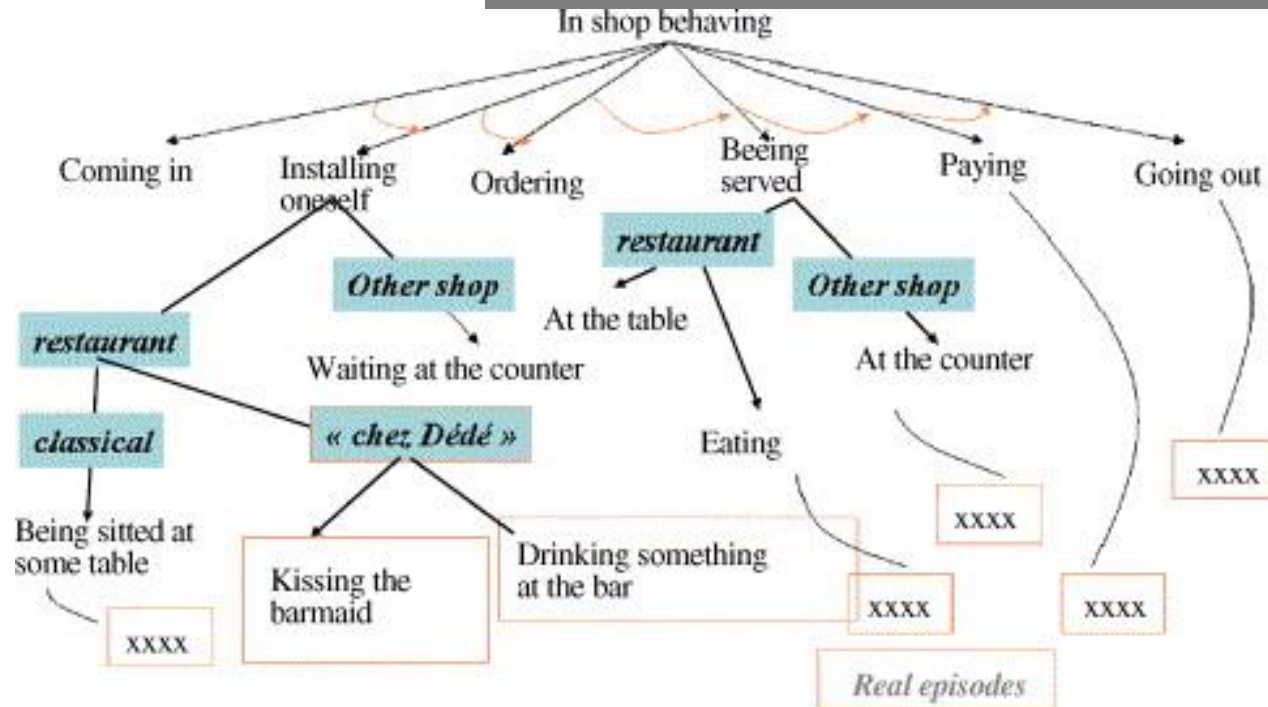 In shop behaving
Coming in
Installing
oneself
Ordering
Beeing
served
Paying
Going out
restaurant
Other shop
restaurant
Other shop
At the table
Waiting at the counter
At the counter
classical
« chez Dédé »
Eating
xxxx
xxxx
Being sitted at
some table
Kissing the
barmaid
Drinking something
at the bar
xxxx
xxxx
xxxx
Real episodes